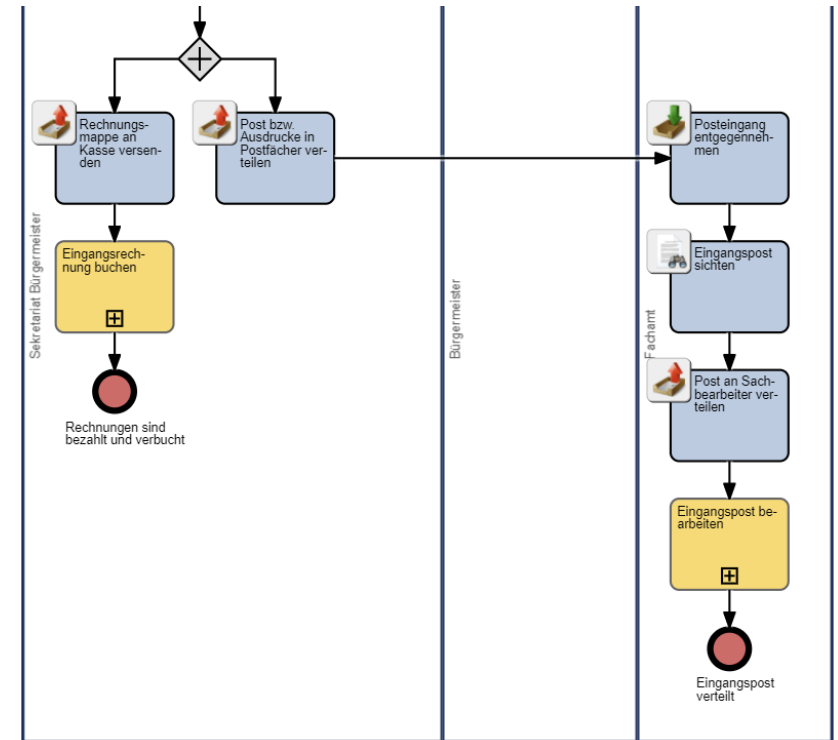 Rechnungs-
mappe an
Kasse versen-
den
Post bzw.
Ausdrucke in
Postfächer ver-
teilen
Posteingang
entgegenneh-
men
Sekretariat Bürgermeister
Eingangsrech-
nung buchen
Bürgermeister
Fachamt
Eingangspost
sichten
Rechnungen sind
bezahlt und verbucht
Post an Sach-
bearbeiter ver-
teilen
Eingangspost be-
arbeiten
Eingangspost
verteilt